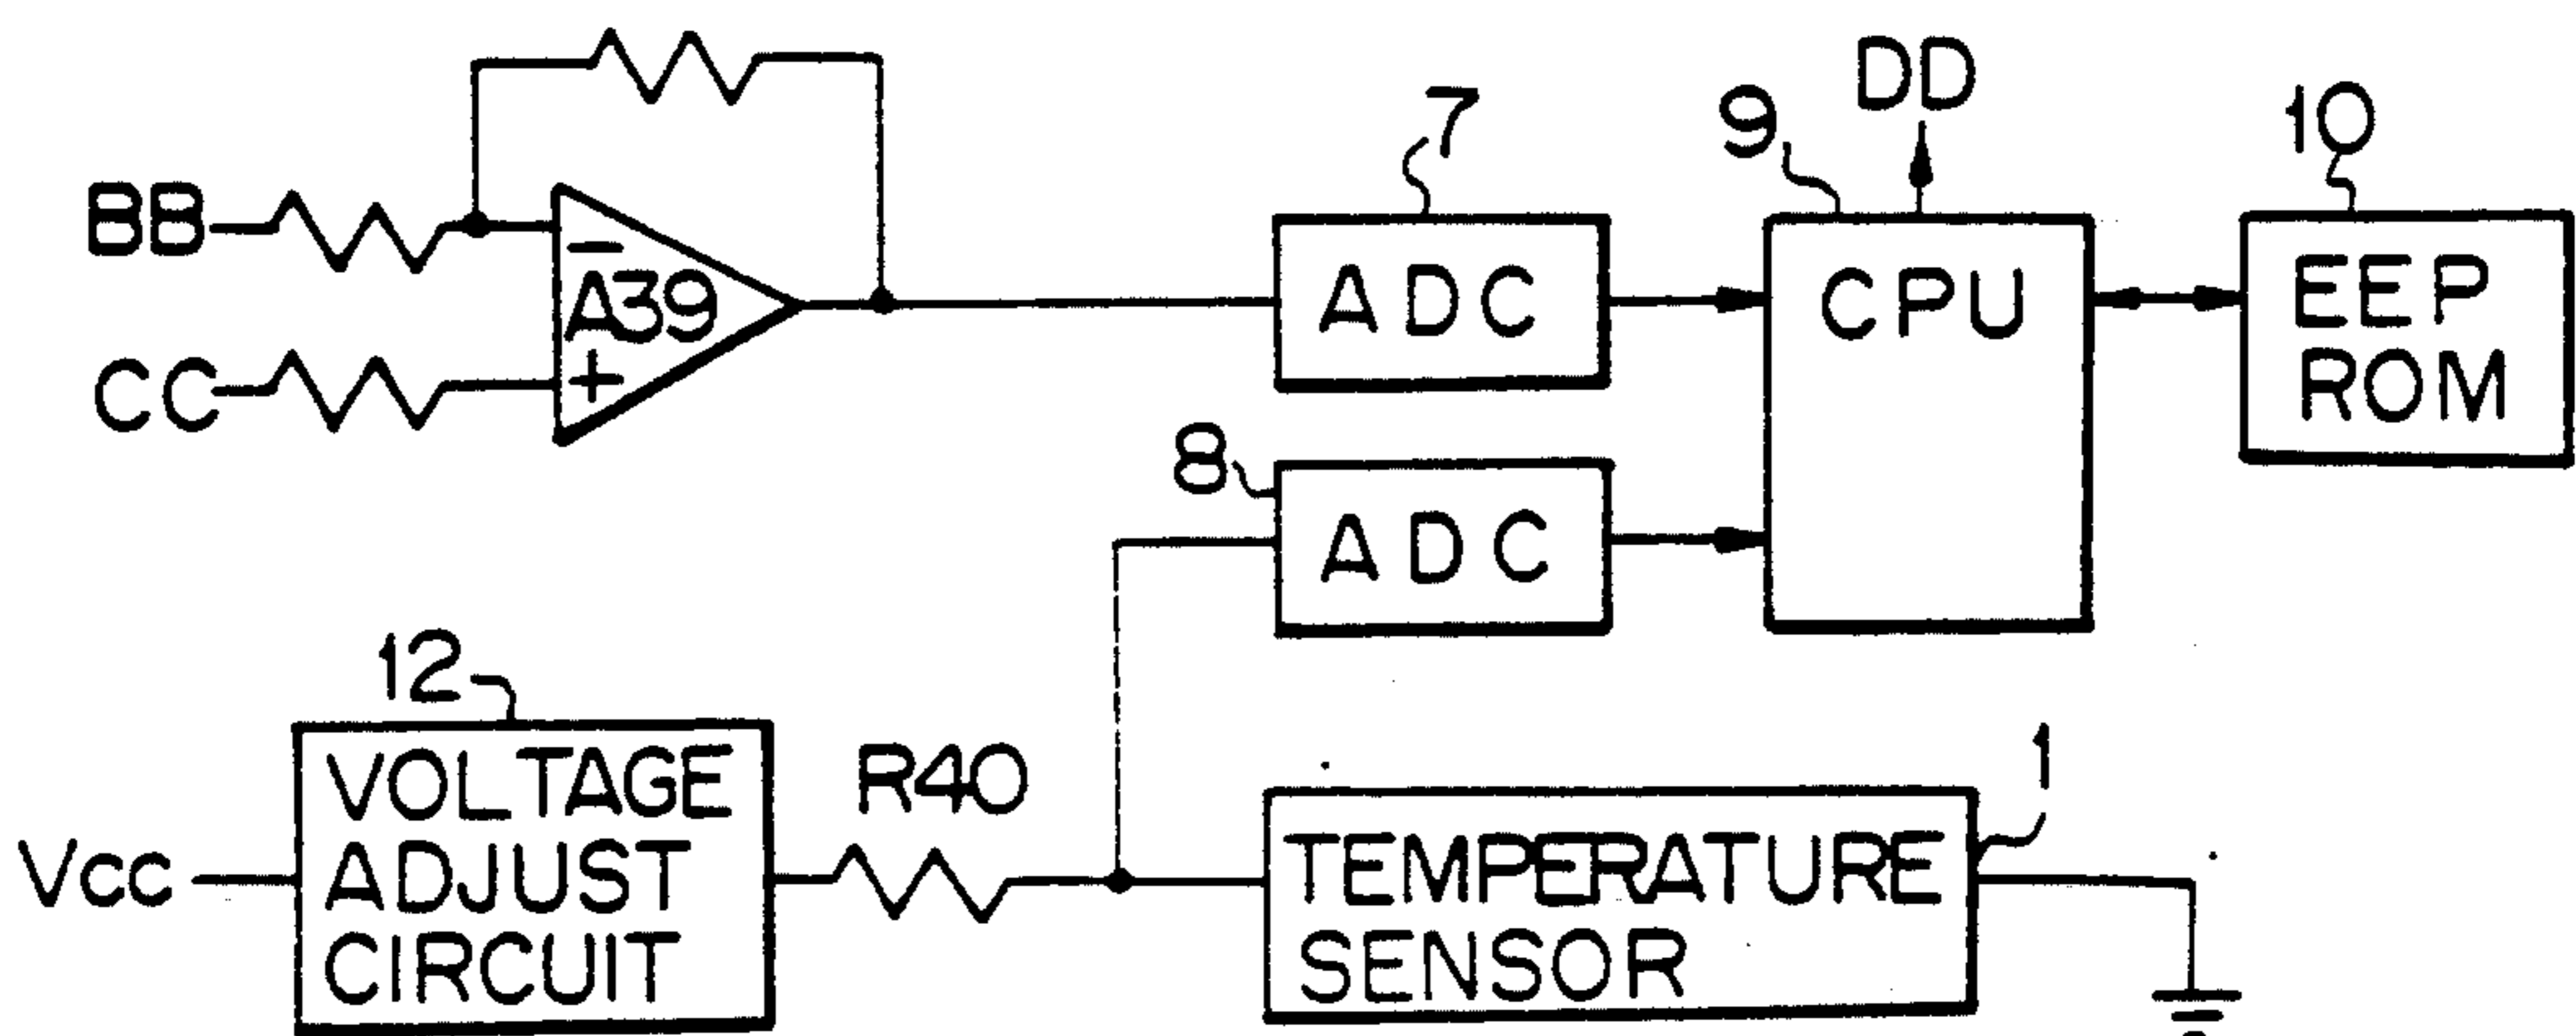 DD
7
9
10
BB
−
A39
+
CC
ADC
CPU
EEP
ROM
8
ADC
12
VOLTAGE
ADJUST
CIRCUIT
Vcc
R40
1
TEMPERATURE
SENSOR